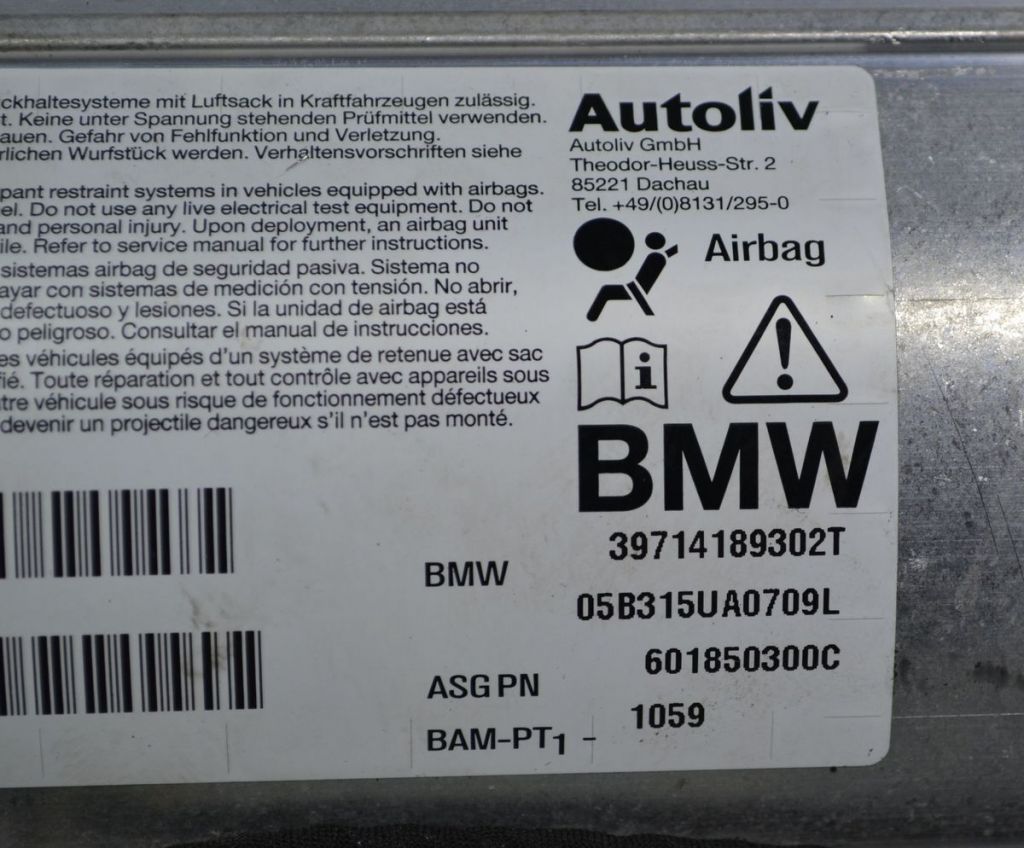 ckhaltesysteme mit Luftsack in Kraftfahrzeugen zulässig.
t. Keine unter Spannung stehenden Prüfmittel verwenden.
auen. Gefahr von Fehlfunktion und Verletzung.
rlichen Wurfstück werden. Verhaltensvorschriften siehe
pant restraint systems in vehicles equipped with airbags.
el. Do not use any live electrical test equipment. Do not
and personal injury. Upon deployment, an airbag unit
ile. Refer to service manual for further instructions.
sistemas airbag de seguridad pasiva. Sistema no
ayar con sistemas de medición con tensión. No abrir,
defectuoso y lesiones. Si la unidad de airbag está
o peligroso. Consultar el manual de instrucciones.
es véhicules équipés d'un système de retenue avec sac
fié. Toute réparation et tout contrôle avec appareils sous
tre véhicule sous risque de fonctionnement défectueux
devenir un projectile dangereux s'il n'est pas monté.
Autoliv
Autoliv GmbH
Theodor-Heuss-Str. 2
85221 Dachau
Tel. +49/(0)8131/295-0
Airbag
i
BMW
39714189302T
BMW
05B315UA0709L
601850300C
ASG PN
1059
BAM-PT1 -